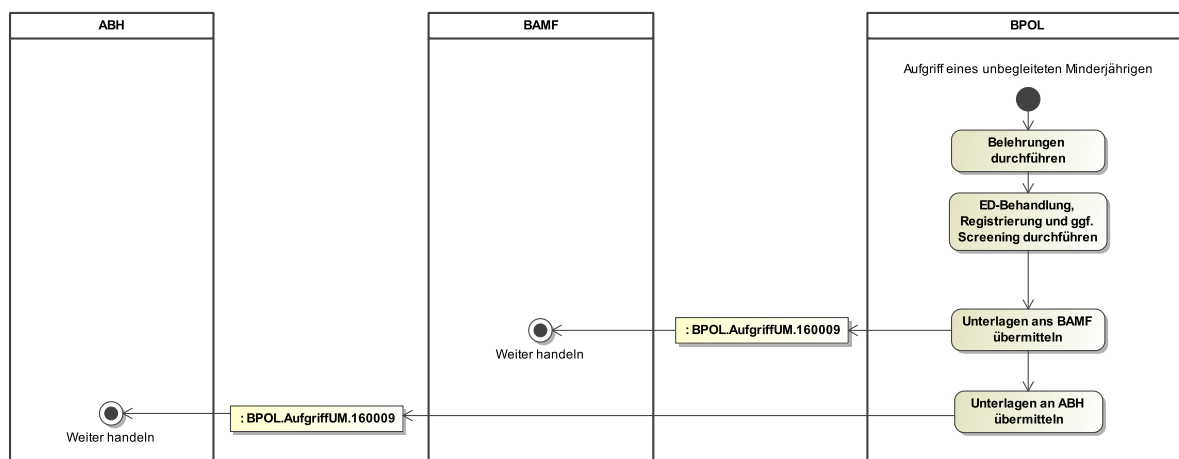 ABH
BAMF
BPOL
Aufgriff eines unbegleiteten Minderjährigen
Belehrungen
durchführen
ED-Behandlung,
Registrierung und ggf.
Screening durchführen
Unterlagen ans BAMF
übermitteln
: BPOL.AufgriffUM.160009
Weiter handeln
Unterlagen an ABH
übermitteln
: BPOL.AufgriffUM.160009
Weiter handeln